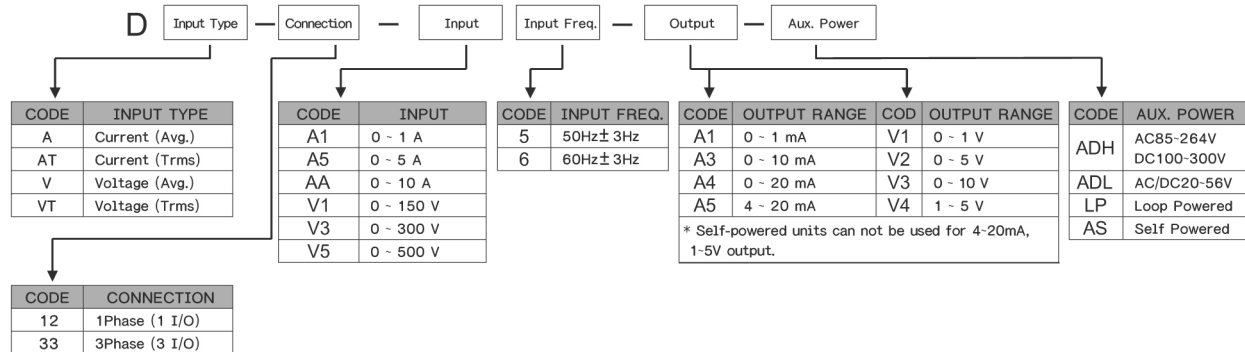 D Input Type — Connection — Input Input Freq. — Output — Aux. Power
CODE INPUT TYPE
A Current (Avg.)
AT Current (Trms)
V Voltage (Avg.)
VT Voltage (Trms)
CODE CONNECTION
12 1Phase (1 I/O)
33 3Phase (3 I/O)
CODE INPUT
A1 0 ~ 1 A
A5 0 ~ 5 A
AA 0 ~ 10 A
V1 0 ~ 150 V
V3 0 ~ 300 V
V5 0 ~ 500 V
CODE INPUT FREQ.
5 50Hz± 3Hz
6 60Hz± 3Hz
CODE OUTPUT RANGE COD OUTPUT RANGE
A1 0 ~ 1 mA V1 0 ~ 1 V
A3 0 ~ 10 mA V2 0 ~ 5 V
A4 0 ~ 20 mA V3 0 ~ 10 V
A5 4 ~ 20 mA V4 1 ~ 5 V
* Self-powered units can not be used for 4~20mA,
1~5V output.
CODE AUX. POWER
ADH AC85~264V
DC100~300V
ADL AC/DC20~56V
LP Loop Powered
AS Self Powered